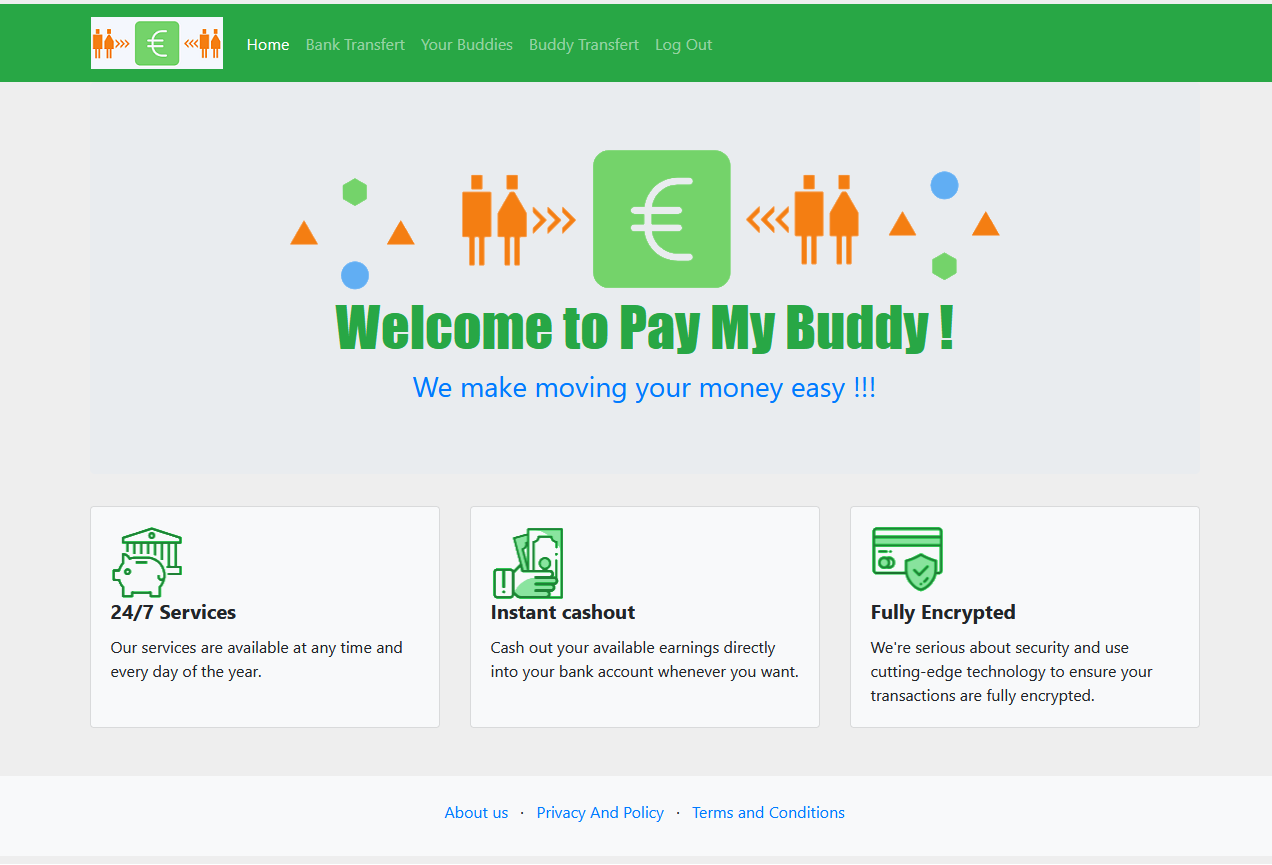 € Home Bank Transfert Your Buddies Buddy Transfert Log Out
€
Welcome to Pay My Buddy !
We make moving your money easy !!!
24/7 Services
Our services are available at any time and
every day of the year.
Instant cashout
Cash out your available earnings directly
into your bank account whenever you want.
Fully Encrypted
We're serious about security and use
cutting-edge technology to ensure your
transactions are fully encrypted.
About us · Privacy And Policy · Terms and Conditions